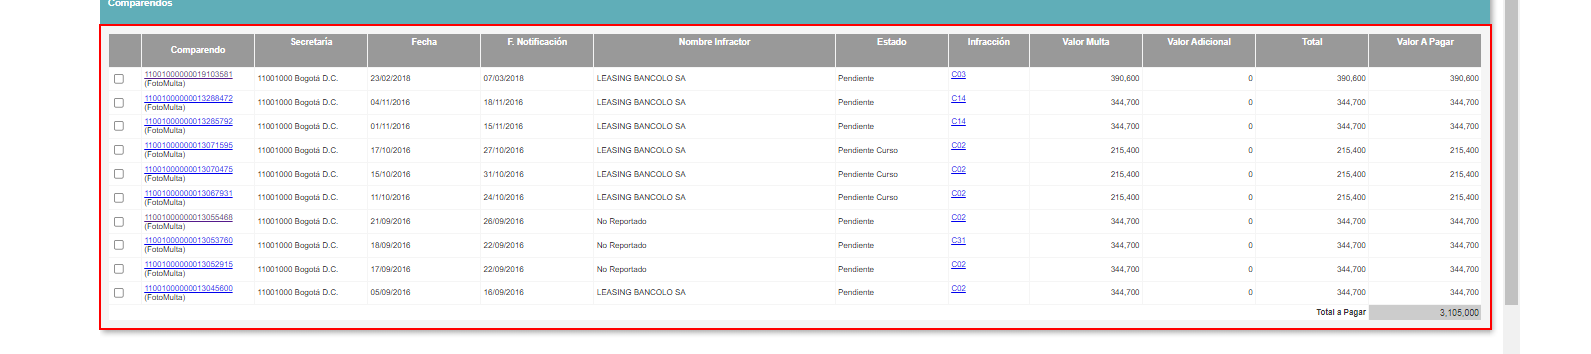 Comparendos
Comparendo Secretaría Fecha F. Notificación Nombre Infractor Estado Infracción Valor Multa Valor Adicional Total Valor A Pagar
11001000000019103581 (FotoMulta) 11001000 Bogotá D.C. 23/02/2018 07/03/2018 LEASING BANCOLO SA Pendiente C03 390,600 0 390,600 390,600
11001000000013288472 (FotoMulta) 11001000 Bogotá D.C. 04/11/2016 18/11/2016 LEASING BANCOLO SA Pendiente C14 344,700 0 344,700 344,700
11001000000013285792 (FotoMulta) 11001000 Bogotá D.C. 01/11/2016 15/11/2016 LEASING BANCOLO SA Pendiente C14 344,700 0 344,700 344,700
11001000000013071595 (FotoMulta) 11001000 Bogotá D.C. 17/10/2016 27/10/2016 LEASING BANCOLO SA Pendiente Curso C02 215,400 0 215,400 215,400
11001000000013070475 (FotoMulta) 11001000 Bogotá D.C. 15/10/2016 31/10/2016 LEASING BANCOLO SA Pendiente Curso C02 215,400 0 215,400 215,400
11001000000013067931 (FotoMulta) 11001000 Bogotá D.C. 11/10/2016 24/10/2016 LEASING BANCOLO SA Pendiente Curso C02 215,400 0 215,400 215,400
11001000000013055468 (FotoMulta) 11001000 Bogotá D.C. 21/09/2016 26/09/2016 No Reportado Pendiente C02 344,700 0 344,700 344,700
11001000000013053760 (FotoMulta) 11001000 Bogotá D.C. 18/09/2016 22/09/2016 No Reportado Pendiente C31 344,700 0 344,700 344,700
11001000000013052915 (FotoMulta) 11001000 Bogotá D.C. 17/09/2016 22/09/2016 No Reportado Pendiente C02 344,700 0 344,700 344,700
11001000000013045600 (FotoMulta) 11001000 Bogotá D.C. 05/09/2016 16/09/2016 LEASING BANCOLO SA Pendiente C02 344,700 0 344,700 344,700
Total a Pagar 3,105,000